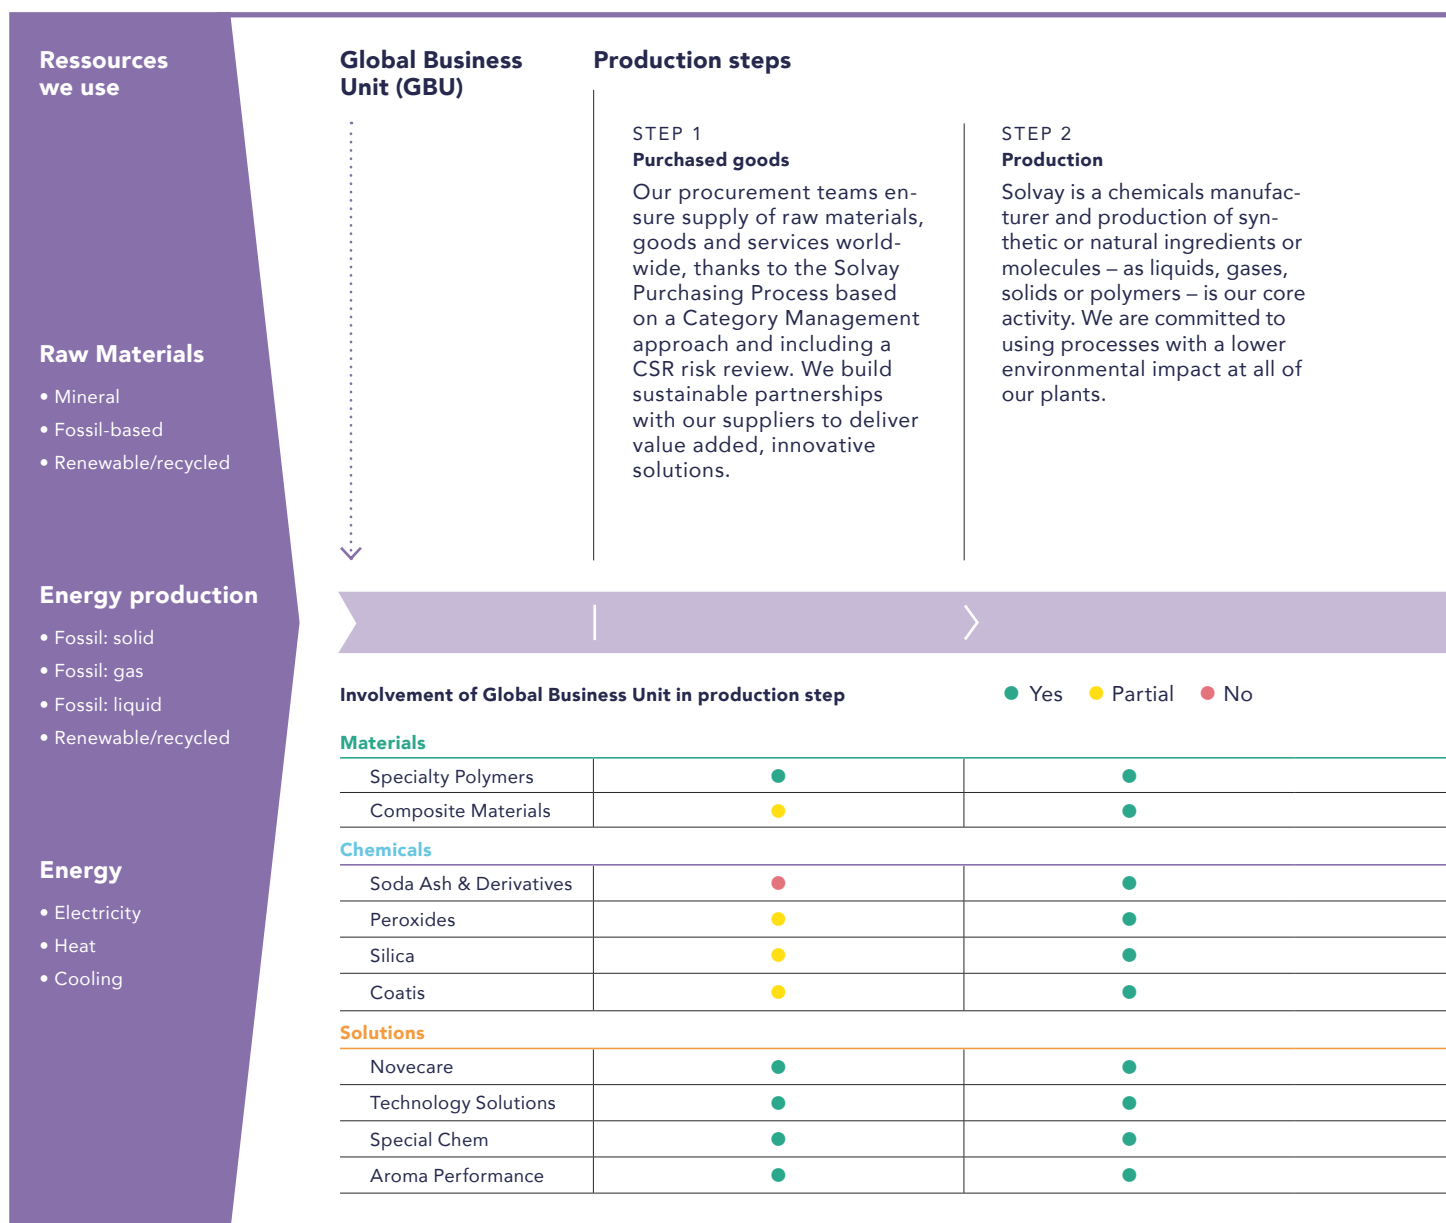 Ressources
we use
Raw Materials
• Mineral
• Fossil-based
• Renewable/recycled
Energy production
• Fossil: solid
• Fossil: gas
• Fossil: liquid
• Renewable/recycled
Energy
• Electricity
• Heat
• Cooling
Global Business
Unit (GBU)
Production steps
STEP 1
Purchased goods
Our procurement teams en-
sure supply of raw materials,
goods and services world-
wide, thanks to the Solvay
Purchasing Process based
on a Category Management
approach and including a
CSR risk review. We build
sustainable partnerships
with our suppliers to deliver
value added, innovative
solutions.
STEP 2
Production
Solvay is a chemicals manufac-
turer and production of syn-
thetic or natural ingredients or
molecules – as liquids, gases,
solids or polymers – is our core
activity. We are committed to
using processes with a lower
environmental impact at all of
our plants.
Involvement of Global Business Unit in production step
Yes Partial No
Materials
Specialty Polymers
Composite Materials
Chemicals
Soda Ash & Derivatives
Peroxides
Silica
Coatis
Solutions
Novecare
Technology Solutions
Special Chem
Aroma Performance